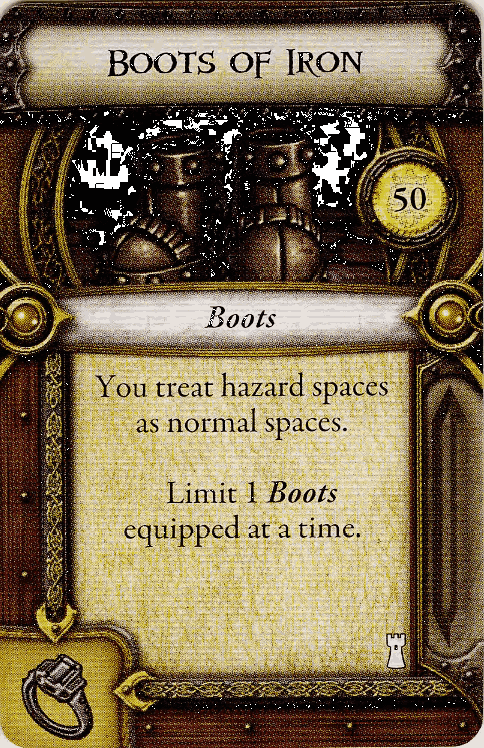 Boots of Iron
50
Boots
You treat hazard spaces
as normal spaces.
Limit 1 Boots
equipped at a time.